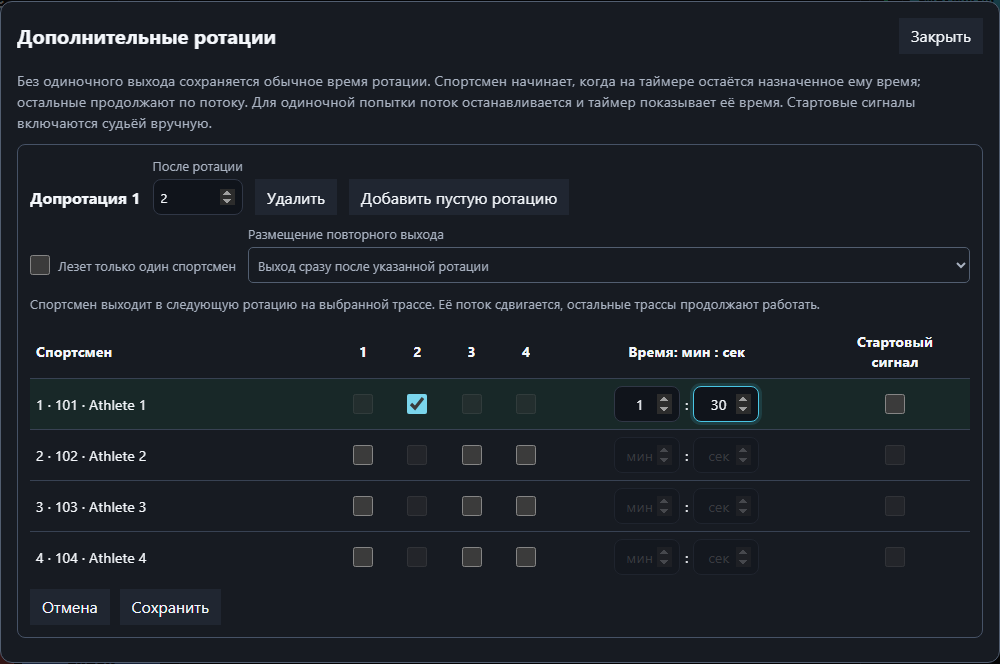 Дополнительные ротации
Закрыть
Без одиночного выхода сохраняется обычное время ротации. Спортсмен начинает, когда на таймере остаётся назначенное ему время;
остальные продолжают по потоку. Для одиночной попытки поток останавливается и таймер показывает её время. Стартовые сигналы
включаются судьёй вручную.
После ротации
Допротация 1 2 Удалить Добавить пустую ротацию
Размещение повторного выхода
Лезет только один спортсмен Выход сразу после указанной ротации
Спортсмен выходит в следующую ротацию на выбранной трассе. Её поток сдвигается, остальные трассы продолжают работать.
Спортсмен 1 2 3 4 Время: мин : сек Стартовый сигнал
1 · 101 · Athlete 1 1 : 30
2 · 102 · Athlete 2 мин : сек
3 · 103 · Athlete 3 мин : сек
4 · 104 · Athlete 4 мин : сек
Отмена Сохранить